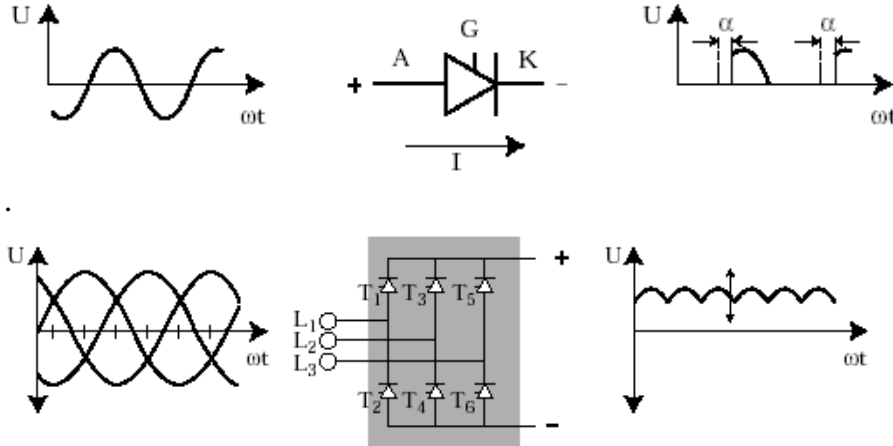 U
ωt
+ A G K –
I
α α
ωt
.
U
ωt
L₁
L₂
L₃
T₁ T₃ T₅
T₂ T₄ T₆
+
-
U
ωt